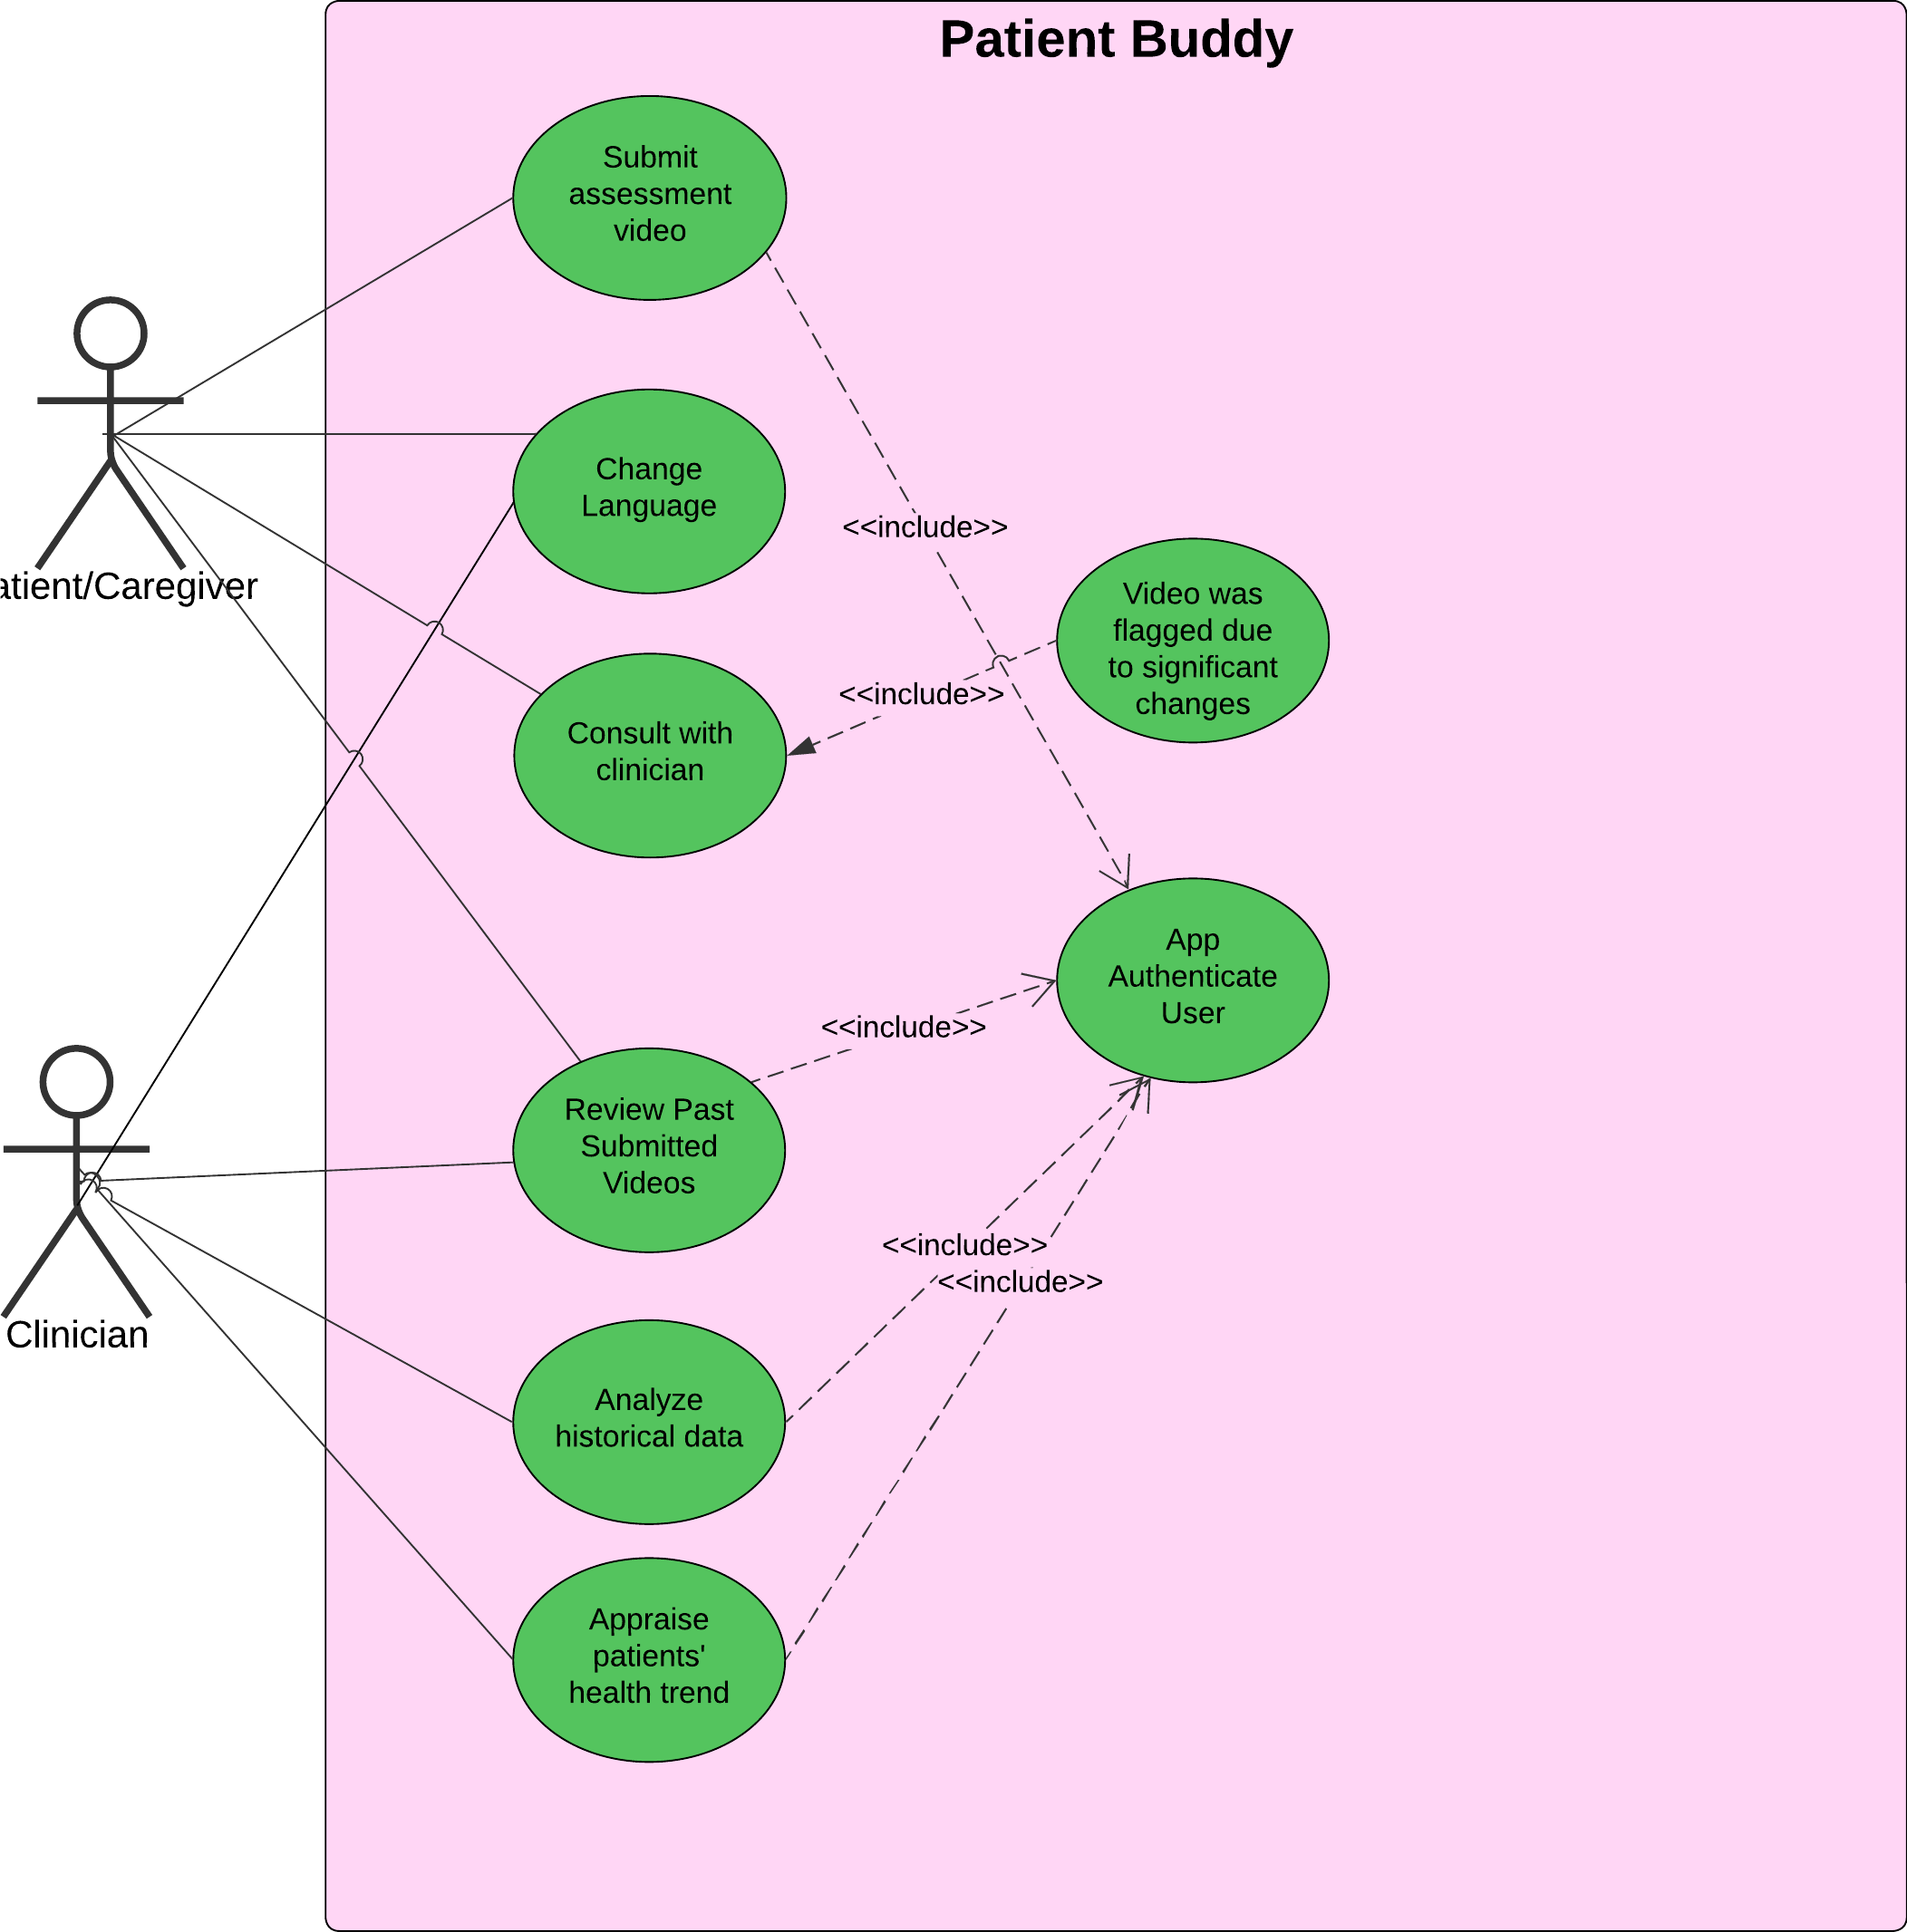 Patient Buddy
Submit
assessment
video
Change
Language
<<include>>
atient/Caregiver
Video was
flagged due
to significant
changes
<<include>>
Consult with
clinician
App
Authenticate
User
<<include>>
Review Past
Submitted
Videos
<<include>>
<<include>>
Clinician
Analyze
historical data
Appraise
patients'
health trend